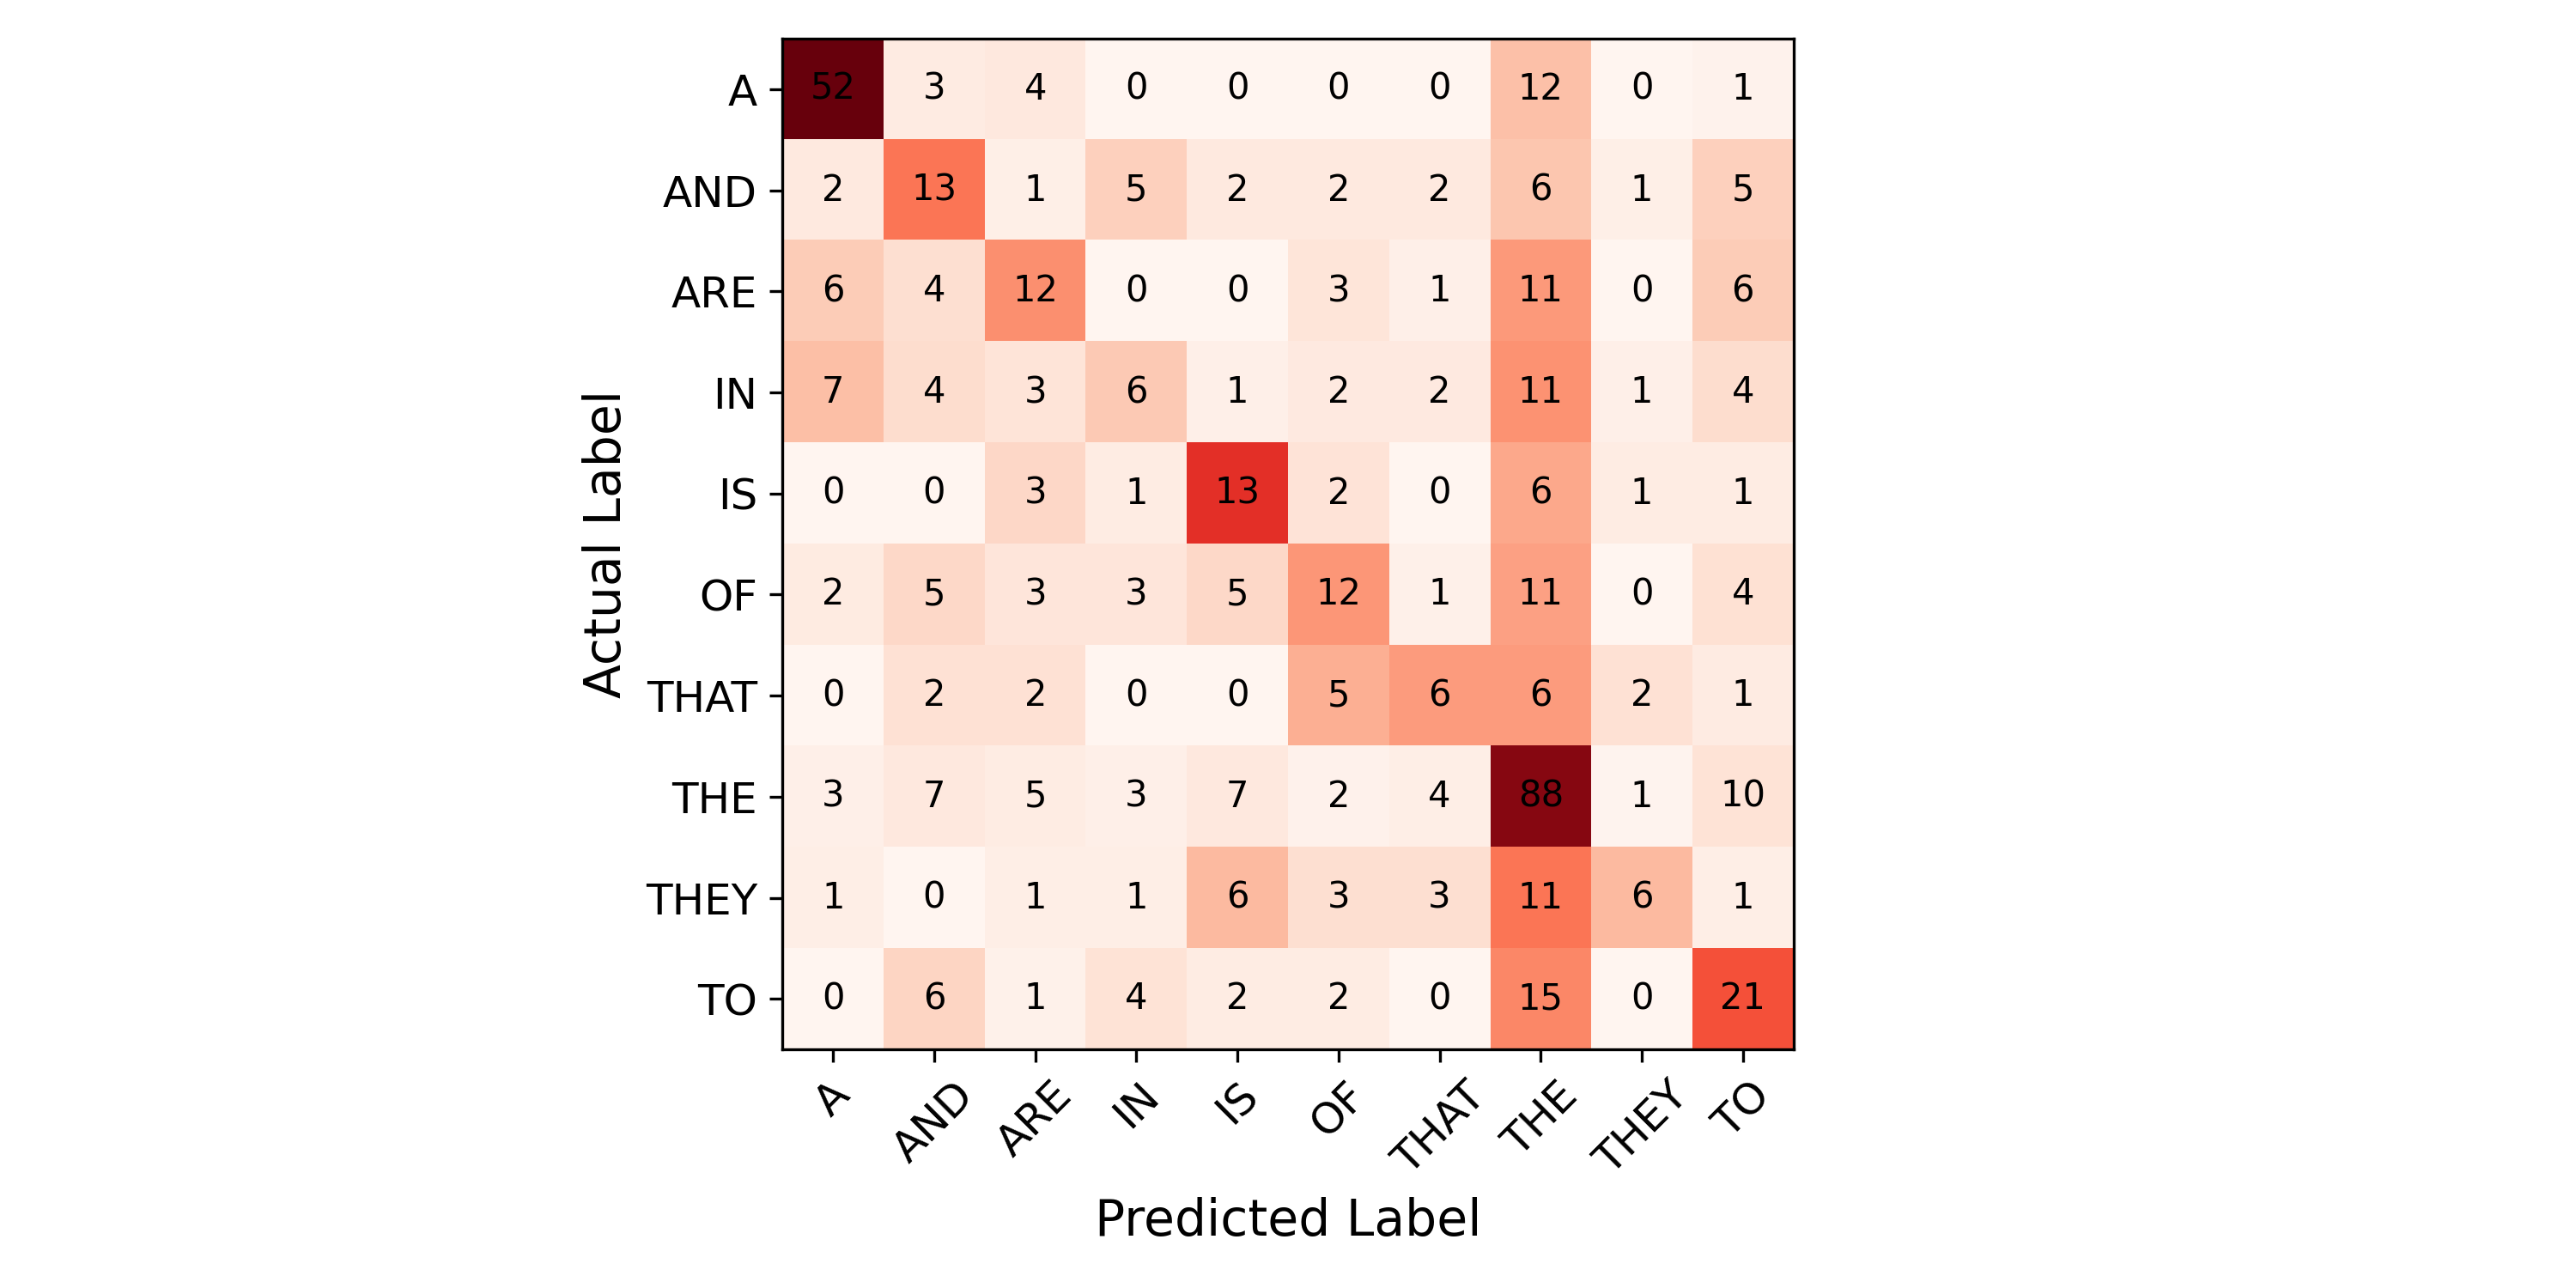 A 52 3 4 0 0 0 0 12 0 1
AND 2 13 1 5 2 2 2 6 1 5
ARE 6 4 12 0 0 3 1 11 0 6
IN 7 4 3 6 1 2 2 11 1 4
IS 0 0 3 1 13 2 0 6 1 1
OF 2 5 3 3 5 12 1 11 0 4
THAT 0 2 2 0 0 5 6 6 2 1
THE 3 7 5 3 7 2 4 88 1 10
THEY 1 0 1 1 6 3 3 11 6 1
TO 0 6 1 4 2 2 0 15 0 21
Actual Label
A AND ARE IN IS OF THAT THE THEY TO
Predicted Label